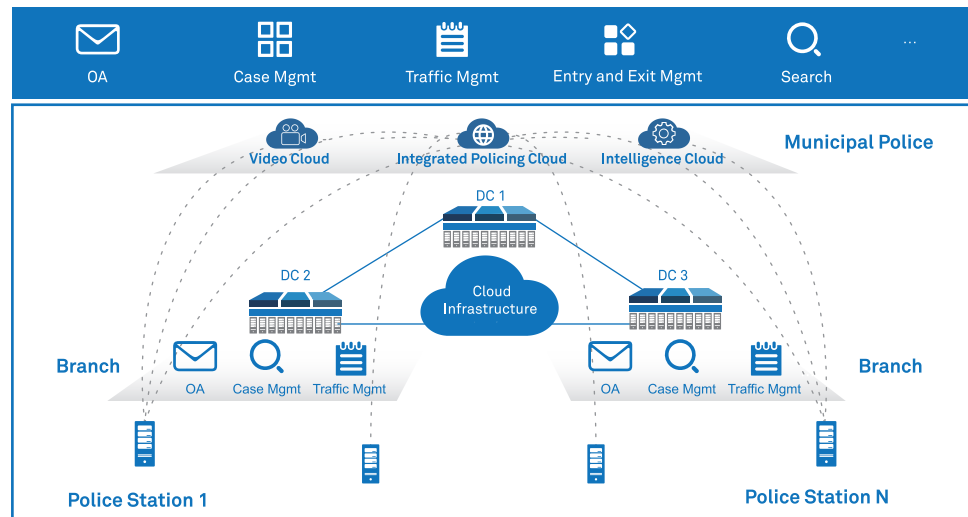 OA
Case Mgmt
Traffic Mgmt
Entry and Exit Mgmt
Search
...
Municipal Police
Video Cloud
Integrated Policing Cloud
Intelligence Cloud
DC 1
DC 2
DC 3
Cloud
Infrastructure
Branch
OA
Case Mgmt
Traffic Mgmt
OA
Case Mgmt
Traffic Mgmt
Branch
Police Station 1
Police Station N